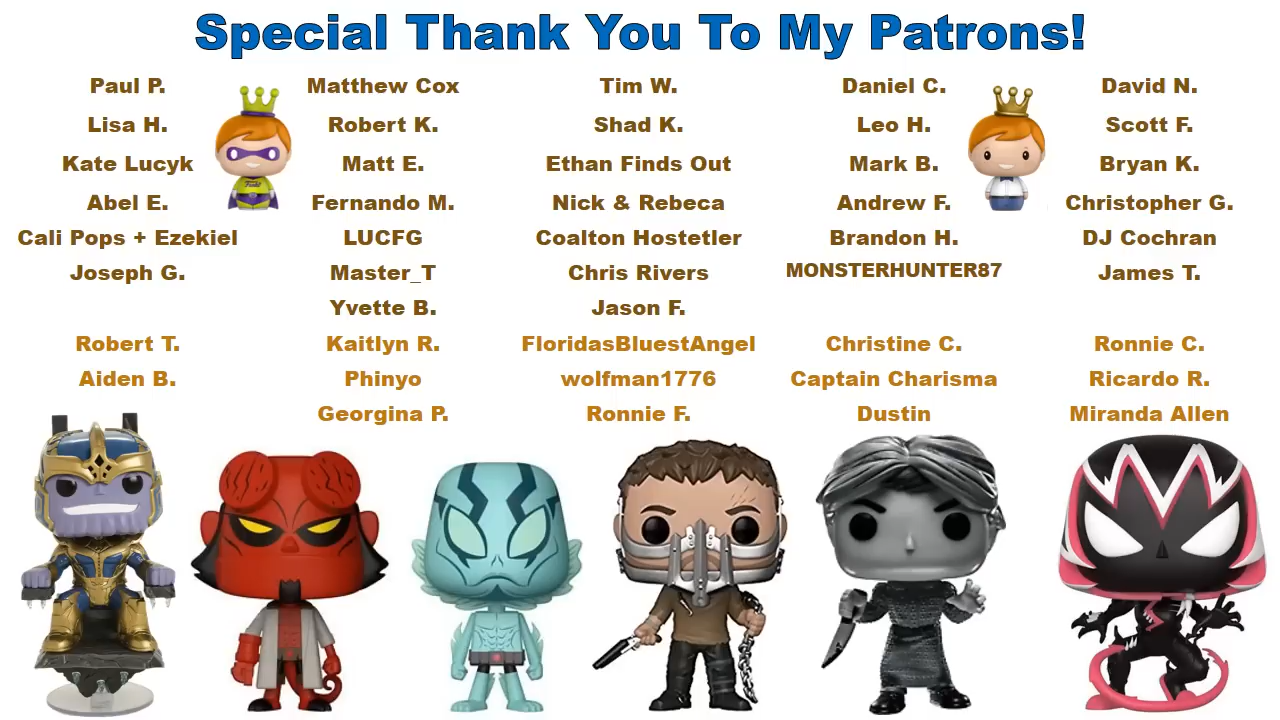 Special Thank You To My Patrons!
Paul P. Matthew Cox Tim W. Daniel C. David N.
Lisa H. Robert K. Shad K. Leo H. Scott F.
Kate Lucyk Matt E. Ethan Finds Out Mark B. Bryan K.
Abel E. Fernando M. Nick & Rebeca Andrew F. Christopher G.
Cali Pops + Ezekiel LUCFG Coalton Hostetler Brandon H. DJ Cochran
Joseph G. Master_T Chris Rivers MONSTERHUNTER87 James T.
Yvette B. Jason F.
Robert T. Kaitlyn R. FloridasBluestAngel Christine C. Ronnie C.
Aiden B. Phinyo wolfman1776 Captain Charisma Ricardo R.
Georgina P. Ronnie F. Dustin Miranda Allen